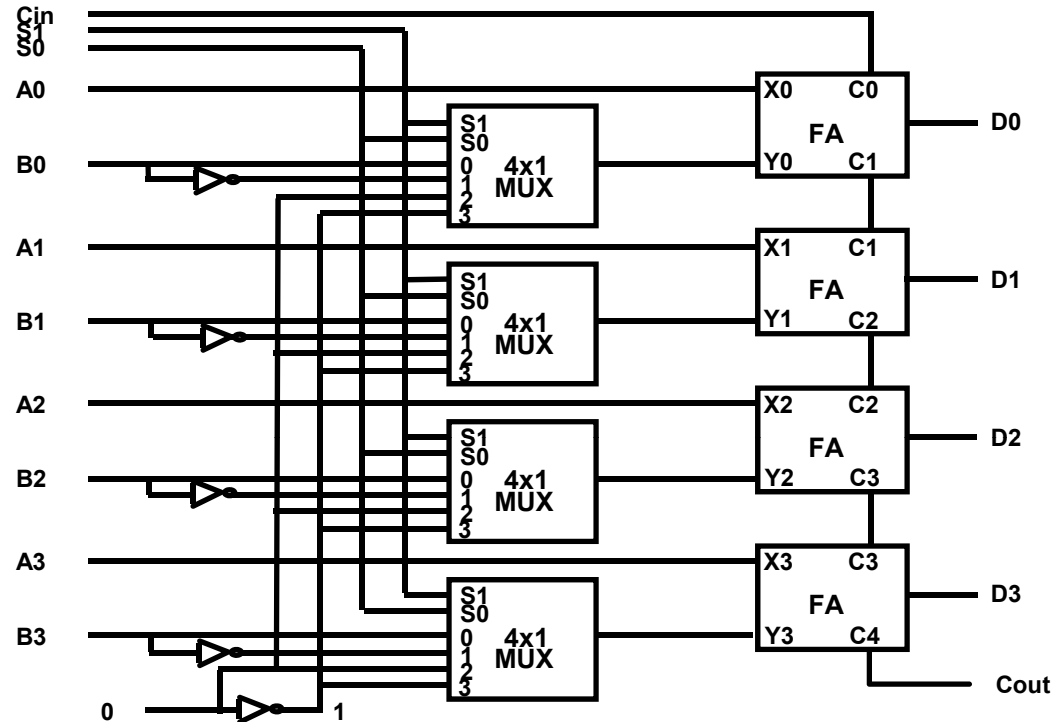 Cin
S1
S0
A0
X0 C0
S1
S0
FA
D0
B0
0
1
2
3
4x1
MUX
Y0 C1
A1
X1 C1
S1
S0
FA
D1
B1
0
1
2
3
4x1
MUX
Y1 C2
A2
X2 C2
S1
S0
FA
D2
B2
0
1
2
3
4x1
MUX
Y2 C3
A3
X3 C3
S1
S0
FA
D3
B3
0
1
2
3
4x1
MUX
Y3 C4
Cout
0 1